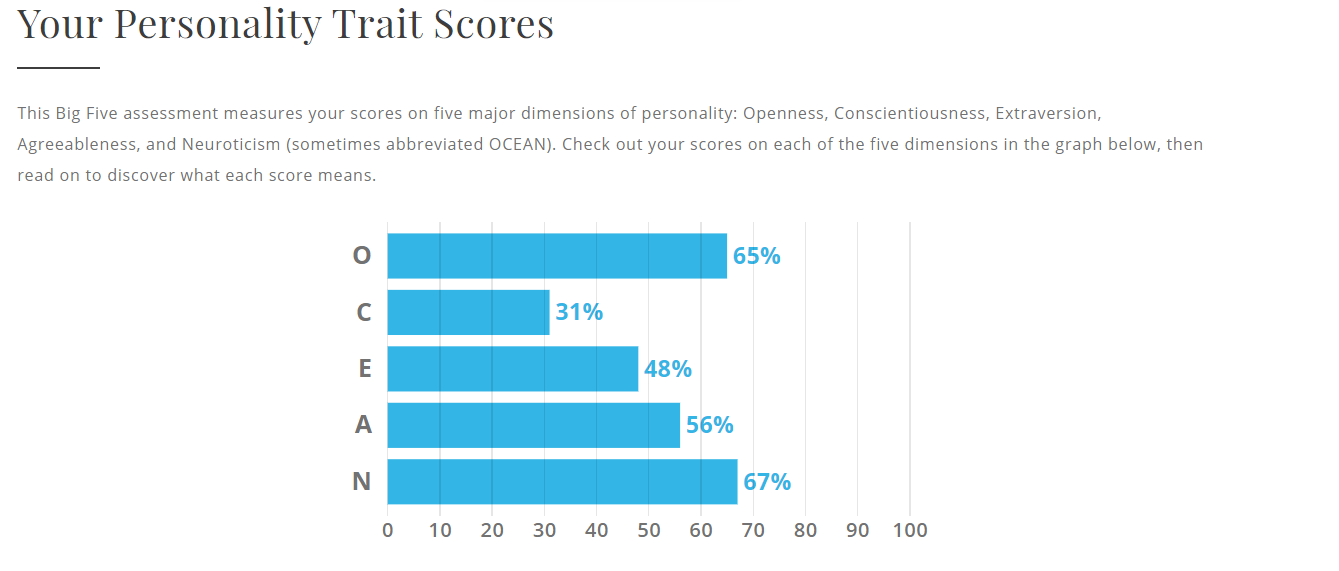 Your Personality Trait Scores
This Big Five assessment measures your scores on five major dimensions of personality: Openness, Conscientiousness, Extraversion,
Agreeableness, and Neuroticism (sometimes abbreviated OCEAN). Check out your scores on each of the five dimensions in the graph below, then
read on to discover what each score means.
O 65%
C 31%
E 48%
A 56%
N 67%
0 10 20 30 40 50 60 70 80 90 100